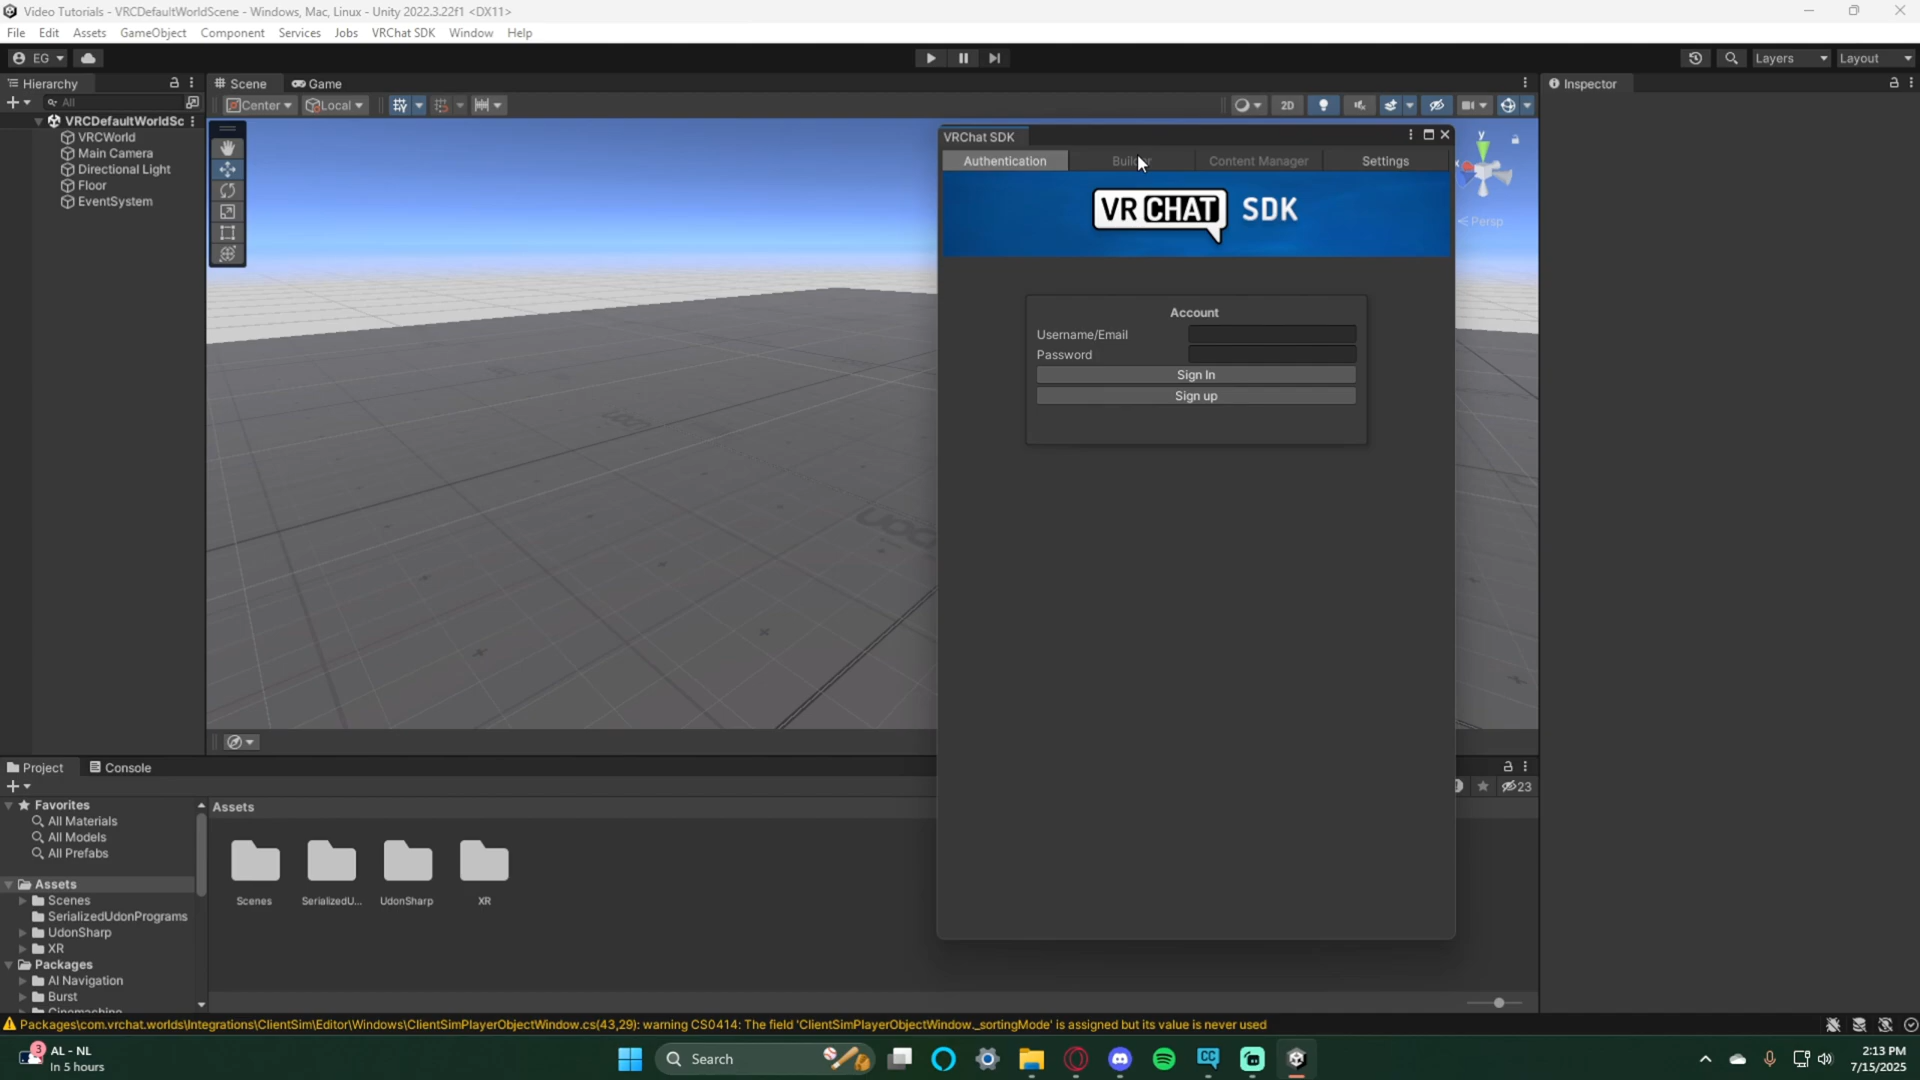 Video Tutorials - VRCDefaultWorldScene - Windows, Mac, Linux - Unity 2022.3.22f1 <DX11>
File Edit Assets GameObject Component Services Jobs VRChat SDK Window Help
EG Layers Layout
Hierarchy Scene Game Inspector
All Center Local 2D
VRCDefaultWorldSc
VRCWorld
Main Camera
Directional Light
Floor
EventSystem
y
x
Persp
VRChat SDK
Authentication Builder Content Manager Settings
VR CHAT SDK
Account
Username/Email
Password
Sign In
Sign up
Project Console
23
Favorites
All Materials
All Models
All Prefabs
Assets
Scenes
SerializedUdonPrograms
UdonSharp
XR
Packages
AI Navigation
Burst
Assets
Scenes SerializedU... UdonSharp XR
Packages\com.vrchat.worlds\Integrations\ClientSim\Editor\Windows\ClientSimPlayerObjectWindow.cs(43,29): warning CS0414: The field 'ClientSimPlayerObjectWindow._sortingMode' is assigned but its value is never used
3
AL - NL
In 5 hours
Search
CC
2:13 PM
7/15/2025